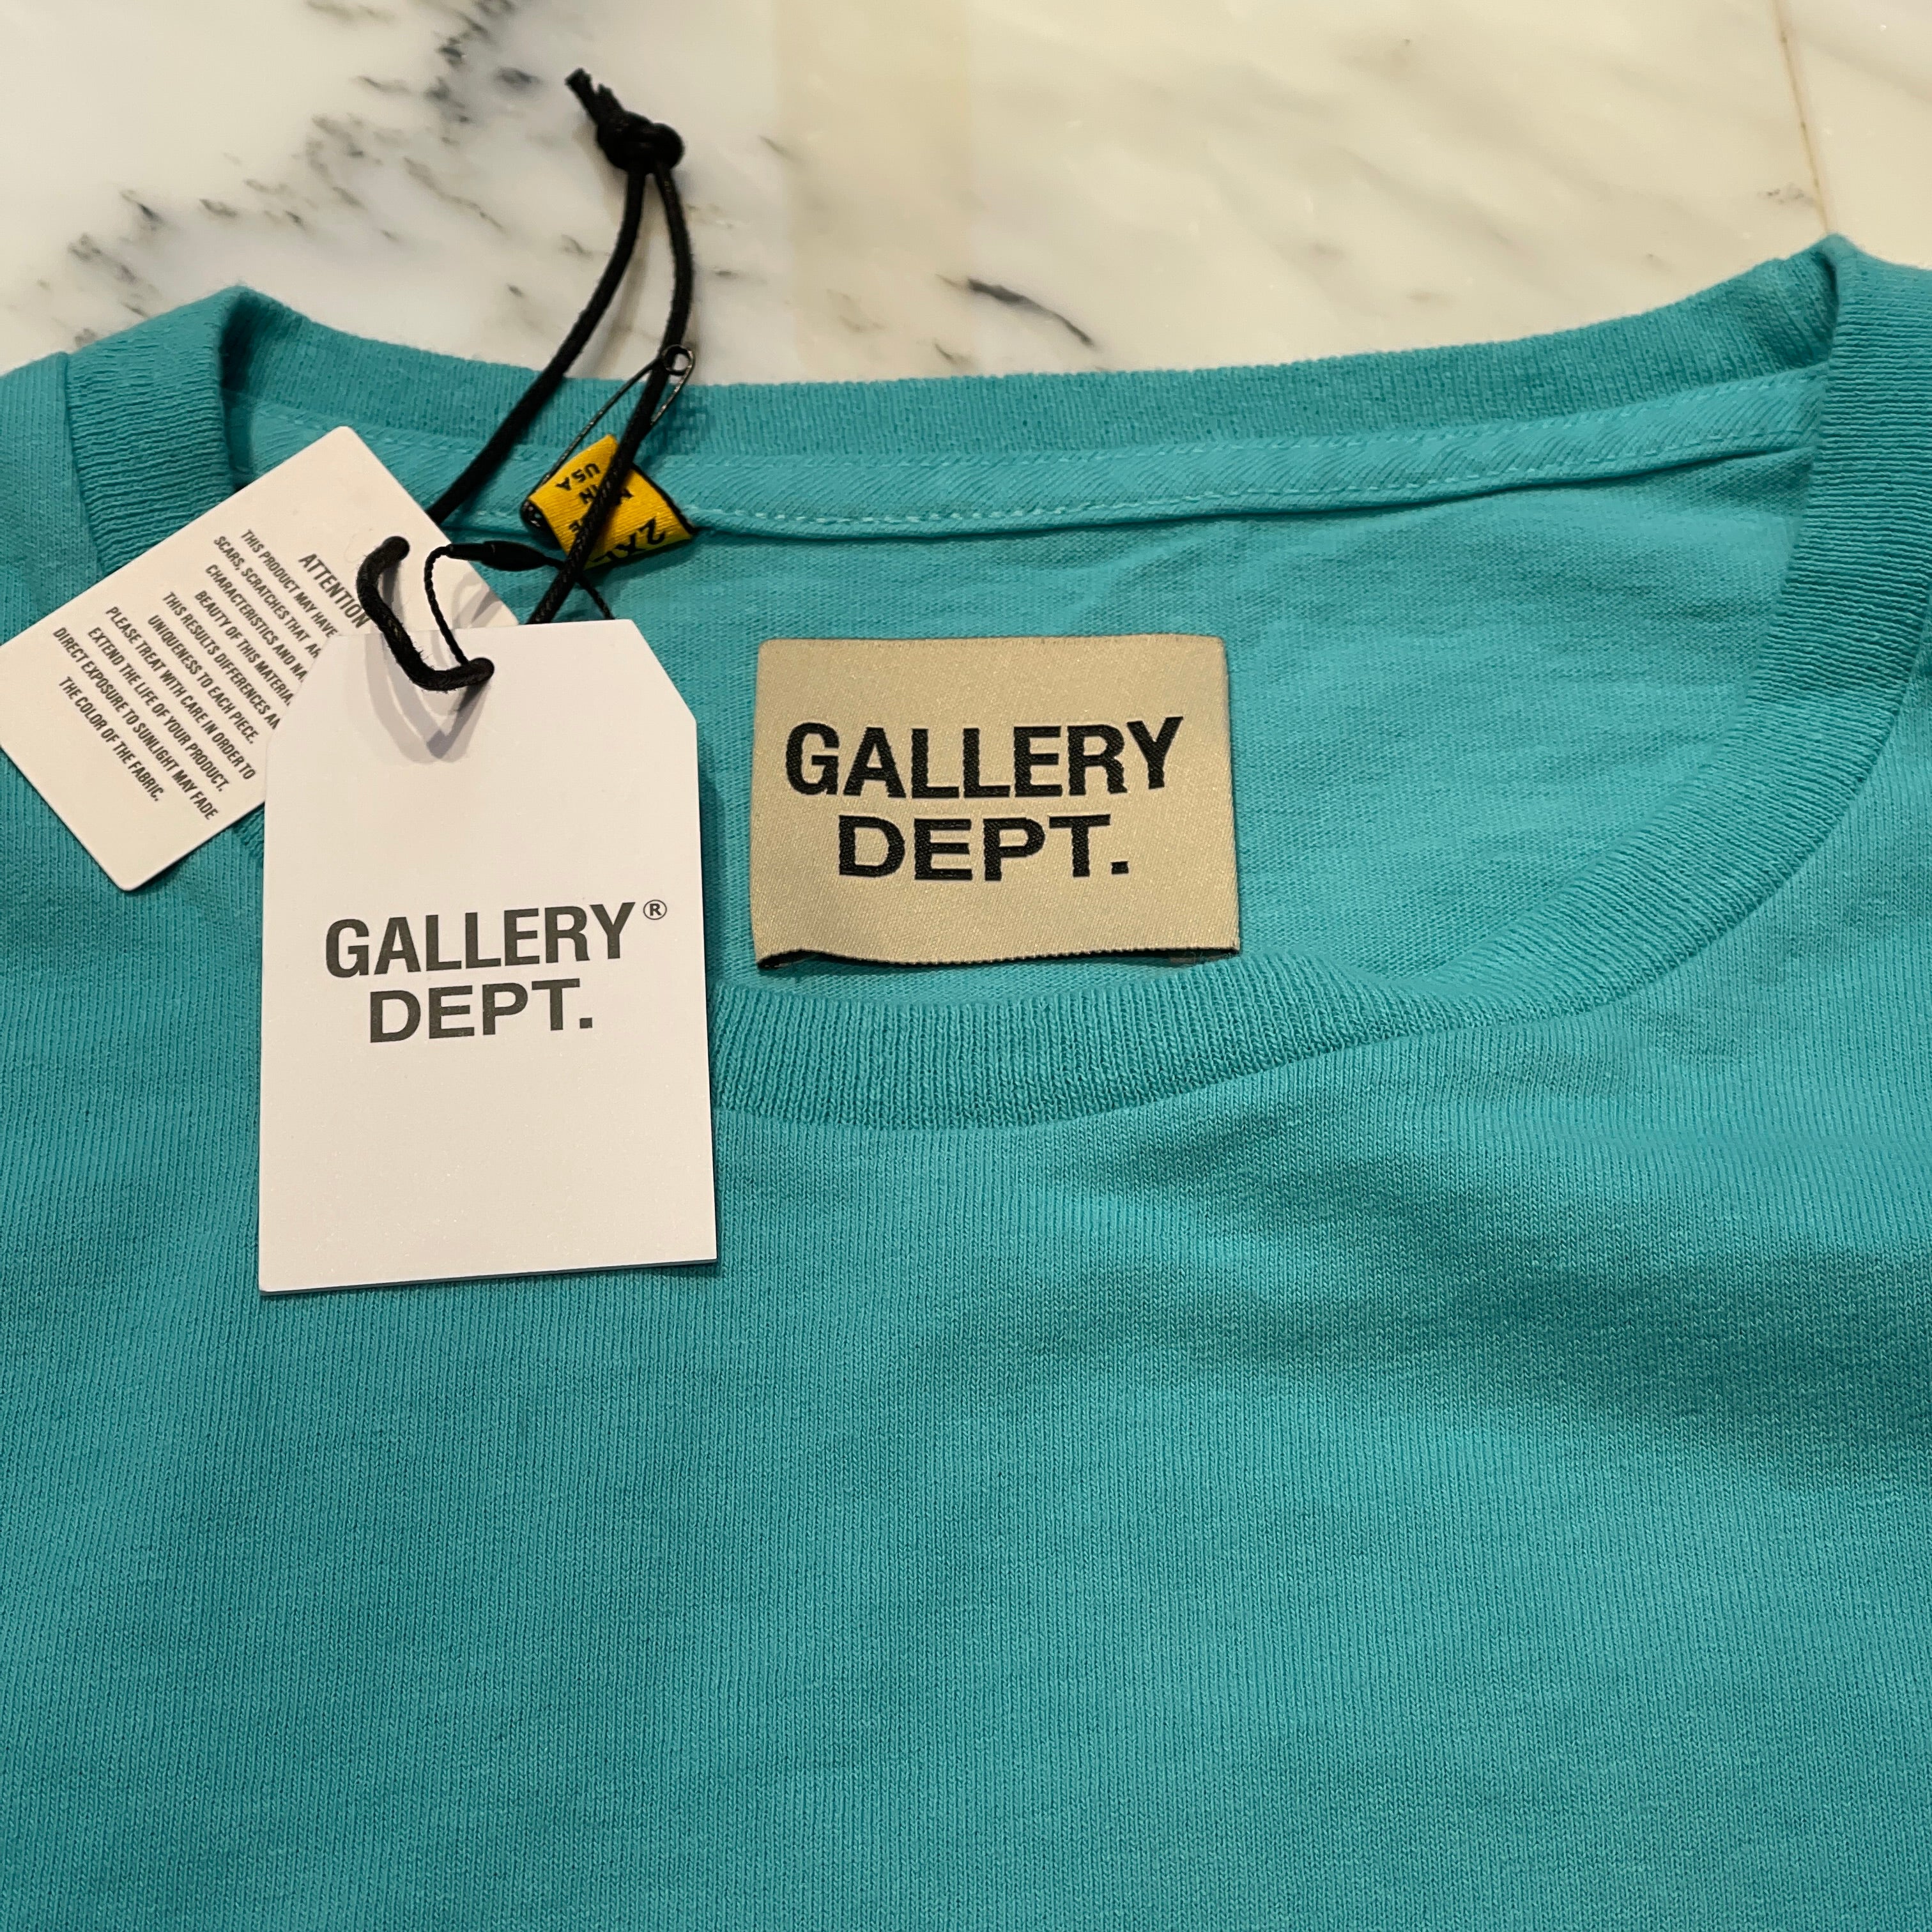 ATTENTION
THIS PRODUCT MAY HAVE
SCARS, SCRATCHES THAT
CHARACTERISTICS AND
BEAUTY OF THIS
THIS RESULTS DIFFERENCES
UNIQUENESS TO EACH PIECE.
PLEASE TREAT WITH CARE IN ORDER TO
EXTEND THE LIFE OF YOUR PRODUCT.
DIRECT EXPOSURE TO SUNLIGHT MAY FADE
THE COLOR OF THE FABRIC.
GALLERY®
DEPT.
GALLERY
DEPT.
IN
USA